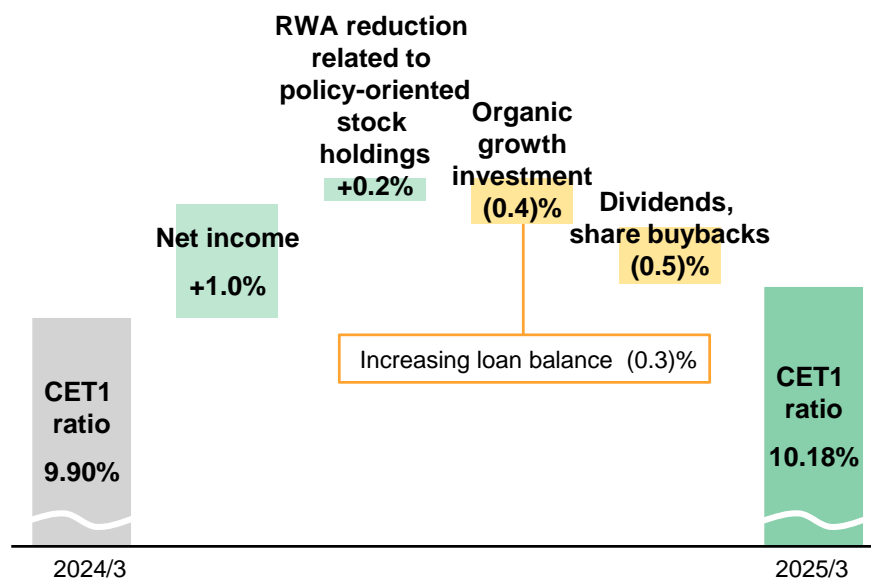 RWA reduction
related to
policy-oriented
stock
holdings
+0.2%
Organic
growth
investment
(0.4)%
Dividends,
share buybacks
(0.5)%
Net income
+1.0%
Increasing loan balance (0.3)%
CET1
ratio
9.90%
CET1
ratio
10.18%
2024/3
2025/3